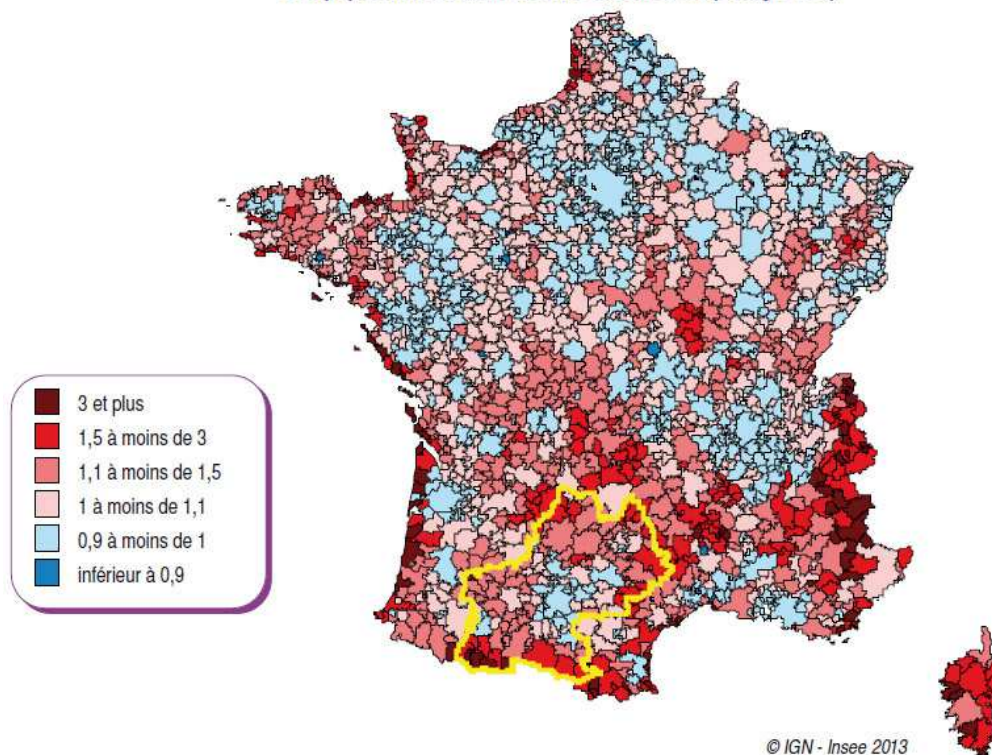 3 et plus
1,5 à moins de 3
1,1 à moins de 1,5
1 à moins de 1,1
0,9 à moins de 1
inférieur à 0,9
© IGN - Insee 2013